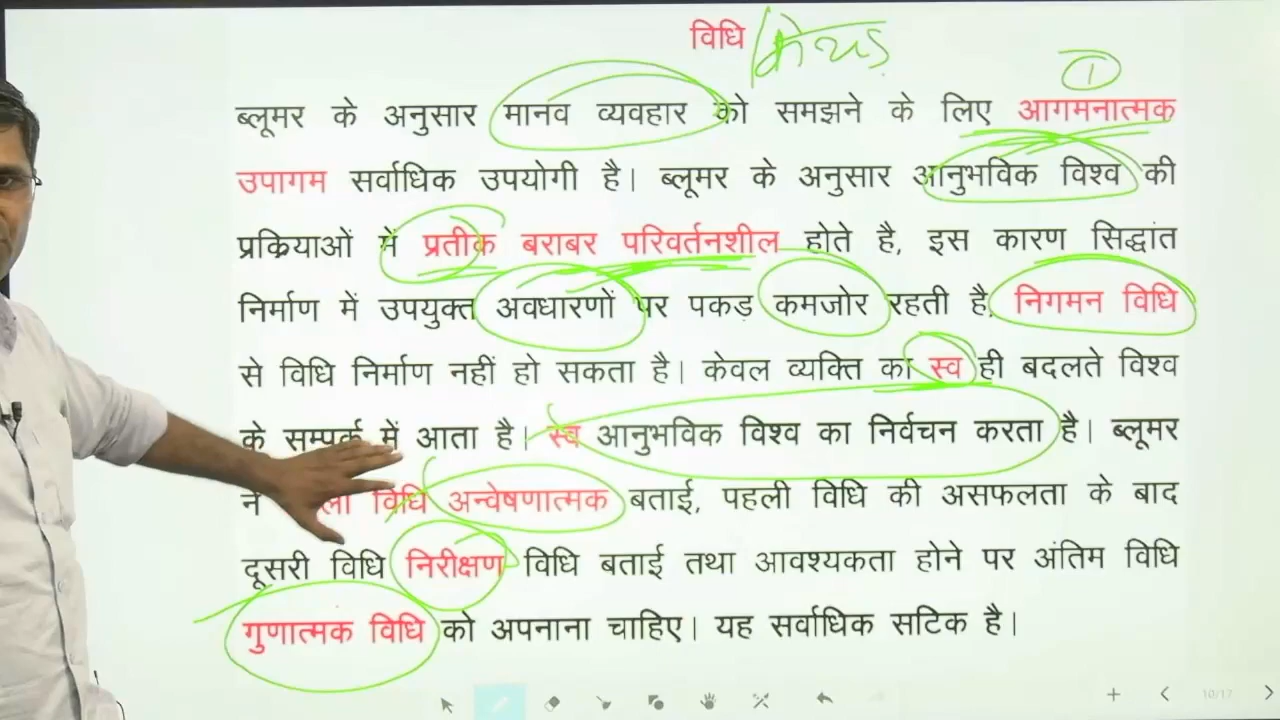 विधि
①
ब्लूमर के अनुसार मानव व्यवहार को समझने के लिए आगमनात्मक
उपागम सर्वाधिक उपयोगी है। ब्लूमर के अनुसार आनुभविक विश्व की
प्रक्रियाओं में प्रतीक बराबर परिवर्तनशील होते है, इस कारण सिद्धांत
निर्माण में उपयुक्त अवधारणों पर पकड़ कमजोर रहती है, निगमन विधि
से विधि निर्माण नहीं हो सकता है। केवल व्यक्ति का स्व ही बदलते विश्व
के सम्पर्क में आता है। स्व आनुभविक विश्व का निर्वचन करता है। ब्लूमर
ने विधि अन्वेषणात्मक बताई, पहली विधि की असफलता के बाद
दूसरी विधि निरीक्षण विधि बताई तथा आवश्यकता होने पर अंतिम विधि
गुणात्मक विधि को अपनाना चाहिए। यह सर्वाधिक सटिक है।
10/17